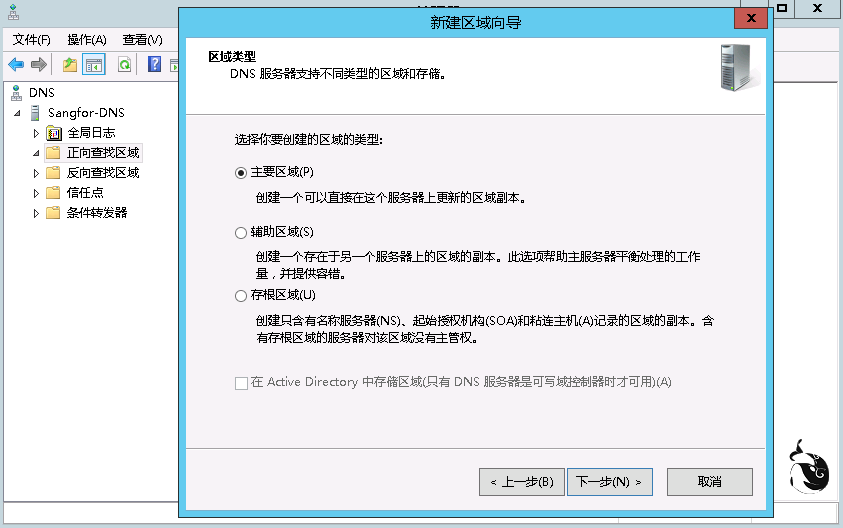 新建区域向导
x
x
文件(F) 操作(A) 查看(V)
DNS
Sangfor-DNS
全局日志
正向查找区域
反向查找区域
信任点
条件转发器
区域类型
DNS 服务器支持不同类型的区域和存储。
选择你要创建的区域的类型:
主要区域(P)
创建一个可以直接在这个服务器上更新的区域副本。
辅助区域(S)
创建一个存在于另一个服务器上的区域的副本。此选项帮助主服务器平衡处理的工作
量，并提供容错。
存根区域(U)
创建只含有名称服务器(NS)、起始授权机构(SOA)和粘连主机(A)记录的区域的副本。含
有存根区域的服务器对该区域没有主管权。
在 Active Directory 中存储区域(只有 DNS 服务器是可写域控制器时才可用)(A)
< 上一步(B)
下一步(N) >
取消